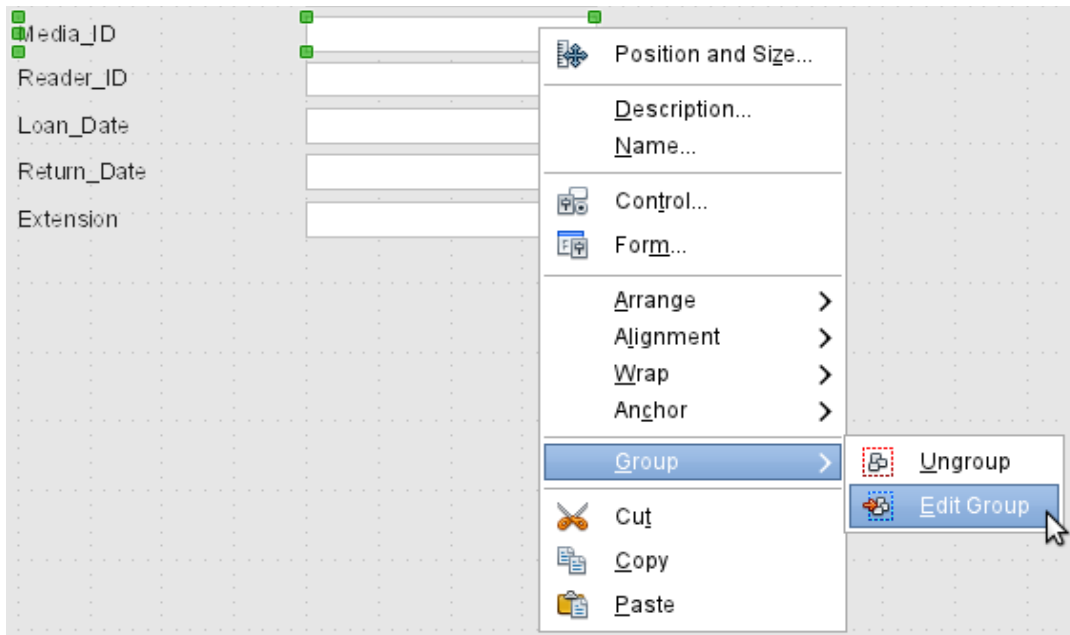 Media_ID
Reader_ID
Loan_Date
Return_Date
Extension
Position and Size...
Description...
Name...
Control...
Form...
Arrange
Alignment
Wrap
Anchor
Group
Cut
Copy
Paste
Ungroup
Edit Group